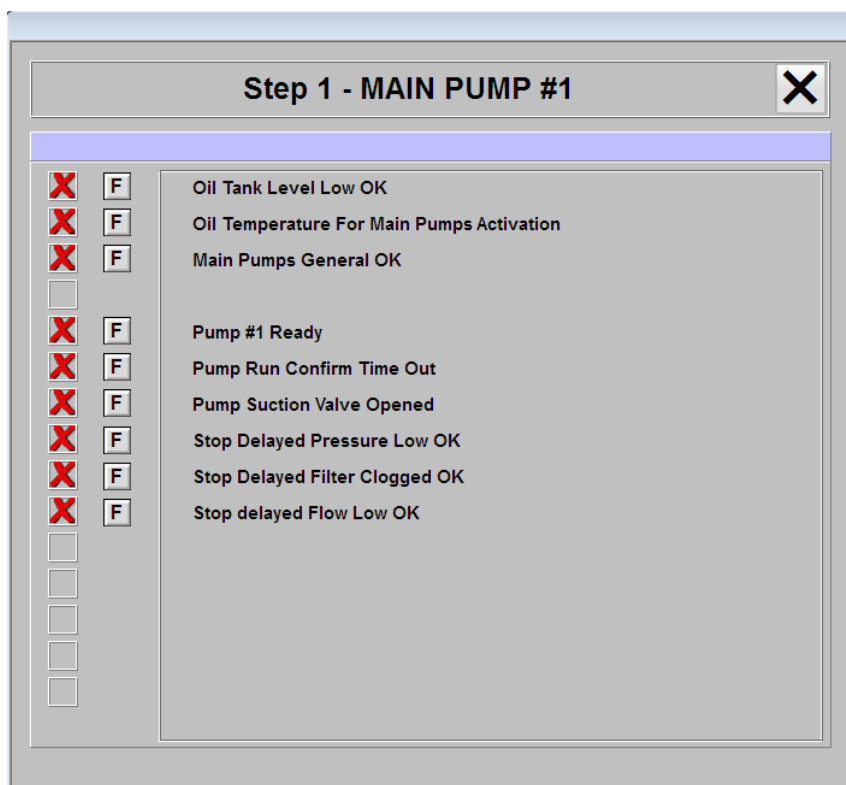 Step 1 - MAIN PUMP #1
F Oil Tank Level Low OK
F Oil Temperature For Main Pumps Activation
F Main Pumps General OK
F Pump #1 Ready
F Pump Run Confirm Time Out
F Pump Suction Valve Opened
F Stop Delayed Pressure Low OK
F Stop Delayed Filter Clogged OK
F Stop delayed Flow Low OK